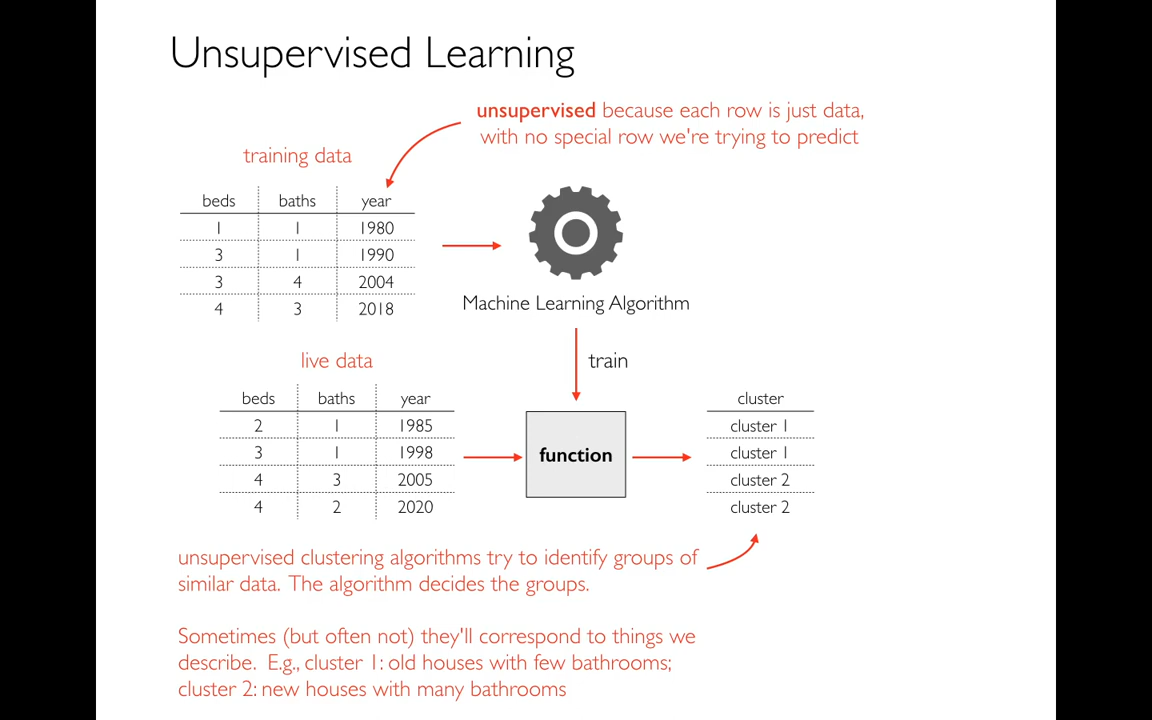 Unsupervised Learning
unsupervised because each row is just data,
with no special row we're trying to predict
training data
beds baths year
1 1 1980
3 1 1990
3 4 2004
4 3 2018
Machine Learning Algorithm
train
live data
beds baths year
2 1 1985
3 1 1998
4 3 2005
4 2 2020
function
cluster
cluster 1
cluster 1
cluster 2
cluster 2
unsupervised clustering algorithms try to identify groups of
similar data. The algorithm decides the groups.
Sometimes (but often not) they'll correspond to things we
describe. E.g., cluster 1: old houses with few bathrooms;
cluster 2: new houses with many bathrooms